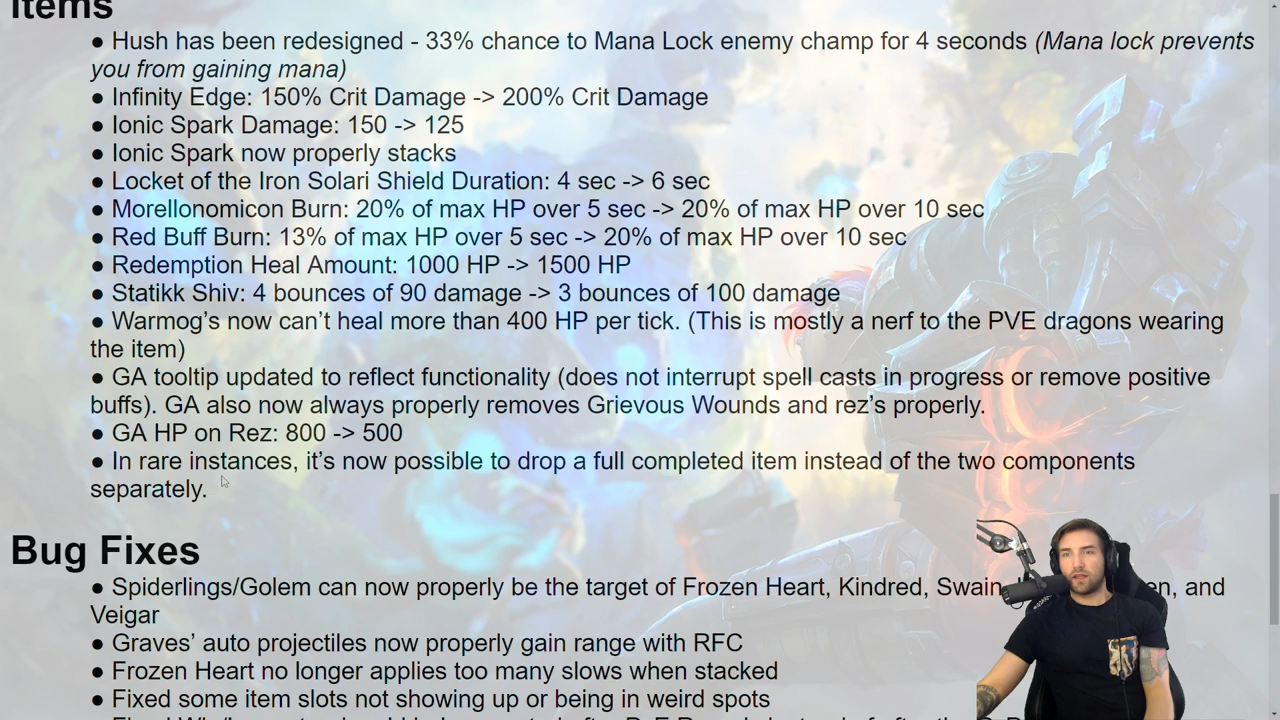 Items
● Hush has been redesigned - 33% chance to Mana Lock enemy champ for 4 seconds (Mana lock prevents
you from gaining mana)
● Infinity Edge: 150% Crit Damage -> 200% Crit Damage
● Ionic Spark Damage: 150 -> 125
● Ionic Spark now properly stacks
● Locket of the Iron Solari Shield Duration: 4 sec -> 6 sec
● Morellonomicon Burn: 20% of max HP over 5 sec -> 20% of max HP over 10 sec
● Red Buff Burn: 13% of max HP over 5 sec -> 20% of max HP over 10 sec
● Redemption Heal Amount: 1000 HP -> 1500 HP
● Statikk Shiv: 4 bounces of 90 damage -> 3 bounces of 100 damage
● Warmog’s now can’t heal more than 400 HP per tick. (This is mostly a nerf to the PVE dragons wearing
the item)
● GA tooltip updated to reflect functionality (does not interrupt spell casts in progress or remove positive
buffs). GA also now always properly removes Grievous Wounds and rez’s properly.
● GA HP on Rez: 800 -> 500
● In rare instances, it’s now possible to drop a full completed item instead of the two components
separately.
Bug Fixes
● Spiderlings/Golem can now properly be the target of Frozen Heart, Kindred, Swain, and
Veigar
● Graves’ auto projectiles now properly gain range with RFC
● Frozen Heart no longer applies too many slows when stacked
● Fixed some item slots not showing up or being in weird spots